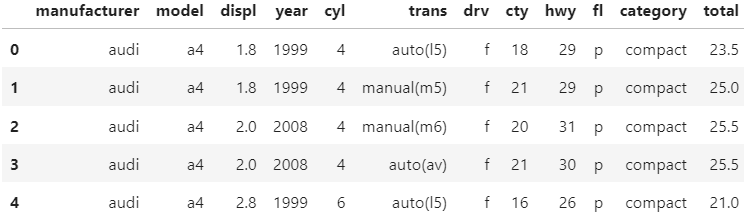 manufacturer model displ year cyl trans drv cty hwy fl category total
0 audi a4 1.8 1999 4 auto(l5) f 18 29 p compact 23.5
1 audi a4 1.8 1999 4 manual(m5) f 21 29 p compact 25.0
2 audi a4 2.0 2008 4 manual(m6) f 20 31 p compact 25.5
3 audi a4 2.0 2008 4 auto(av) f 21 30 p compact 25.5
4 audi a4 2.8 1999 6 auto(l5) f 16 26 p compact 21.0